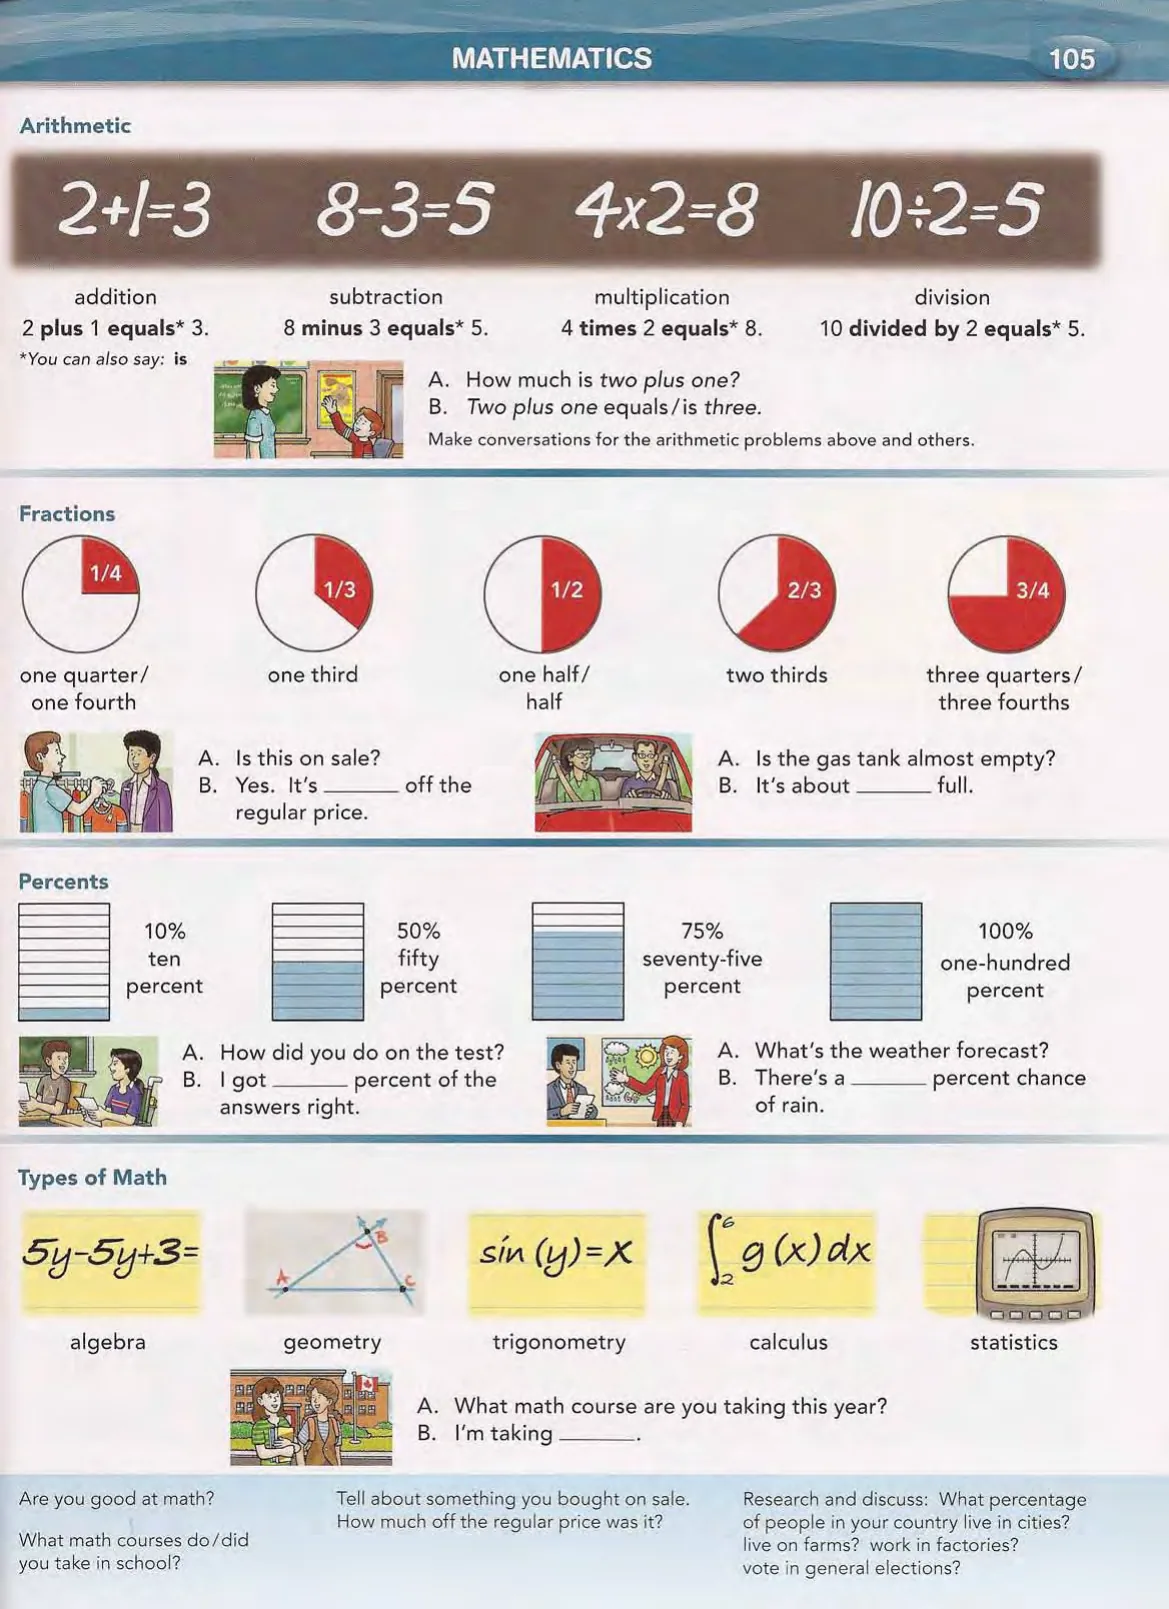 MATHEMATICS
105
Arithmetic
2+1=3
8-3=5
4x2=8
10÷2=5
addition
subtraction
multiplication
division
2 plus 1 equals* 3.
8 minus 3 equals* 5.
4 times 2 equals* 8.
10 divided by 2 equals* 5.
*You can also say: is
A. How much is two plus one?
B. Two plus one equals/is three.
Make conversations for the arithmetic problems above and others.
Fractions
1/4
1/3
1/2
2/3
3/4
one quarter/
one fourth
one third
one half/
half
two thirds
three quarters/
three fourths
A. Is this on sale?
B. Yes. It's ______ off the
regular price.
A. Is the gas tank almost empty?
B. It's about ______ full.
Percents
10%
ten
percent
50%
fifty
percent
75%
seventy-five
percent
100%
one-hundred
percent
A. How did you do on the test?
B. I got ______ percent of the
answers right.
A. What's the weather forecast?
B. There's a ______ percent chance
of rain.
Types of Math
5y-5y+3=
A
B
C
sin (y)=x
∫₂⁶ g(x)dx
algebra
geometry
trigonometry
calculus
statistics
A. What math course are you taking this year?
B. I'm taking ______.
Are you good at math?
What math courses do/did
you take in school?
Tell about something you bought on sale.
How much off the regular price was it?
Research and discuss: What percentage
of people in your country live in cities?
live on farms? work in factories?
vote in general elections?